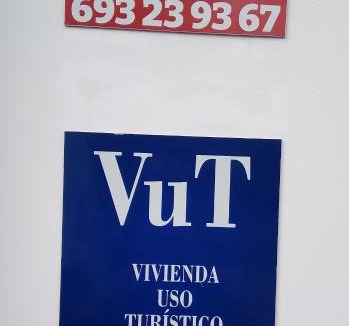 693 23 93 67
VuT
VIVIENDA
USO
TURÍSTICO